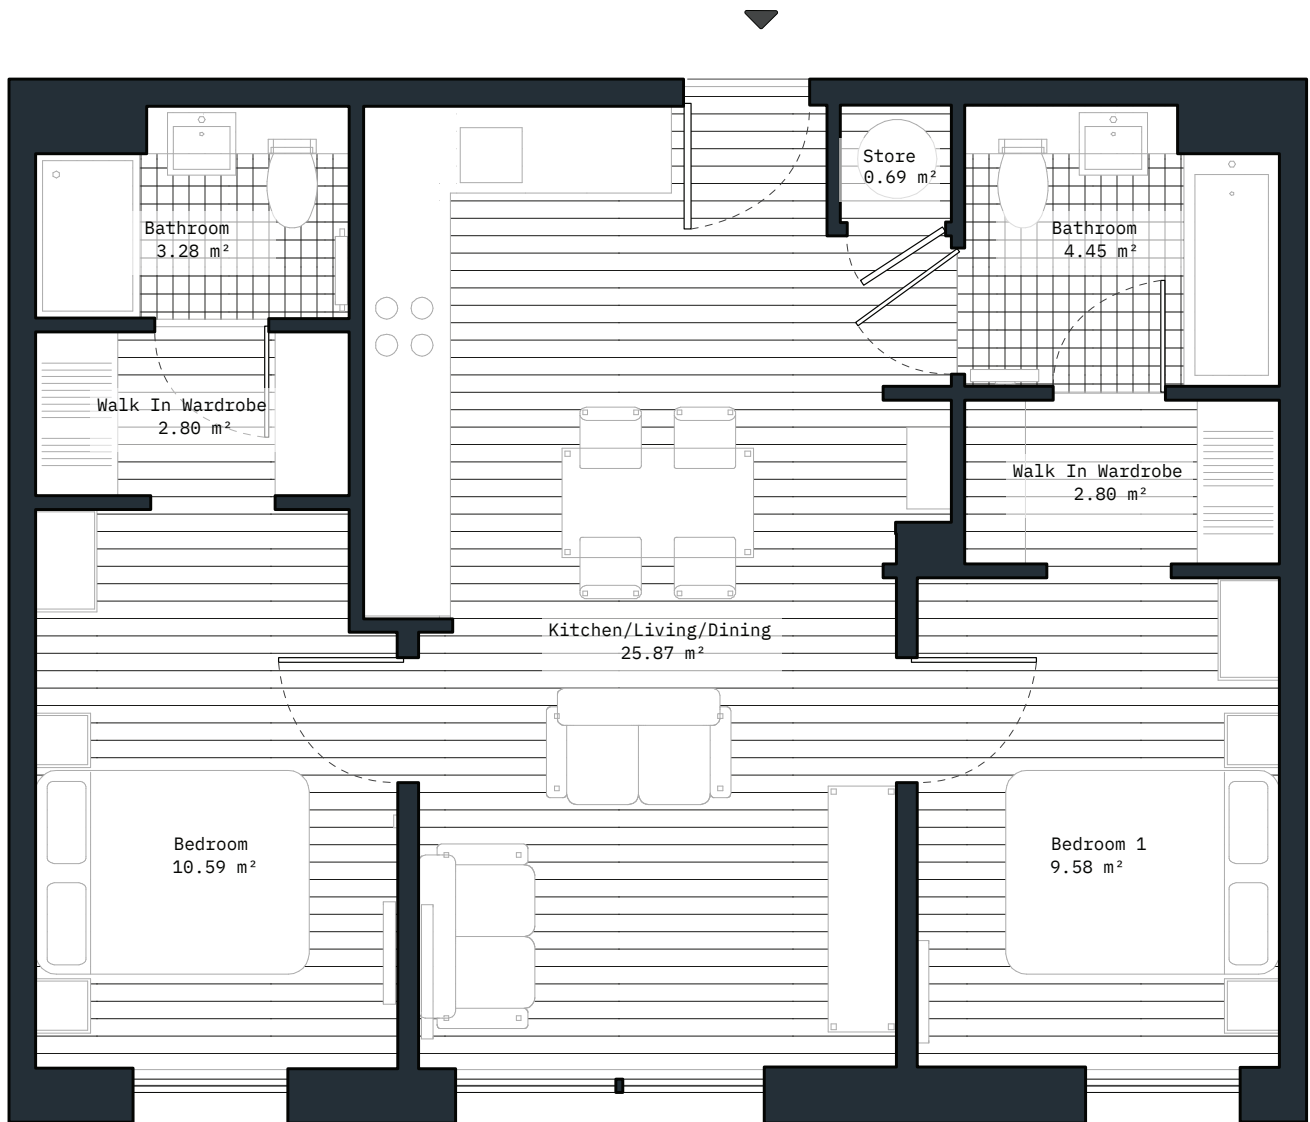 Store
0.69 m²
Bathroom
3.28 m²
Bathroom
4.45 m²
Walk In Wardrobe
2.80 m²
Walk In Wardrobe
2.80 m²
Kitchen/Living/Dining
25.87 m²
Bedroom
10.59 m²
Bedroom 1
9.58 m²